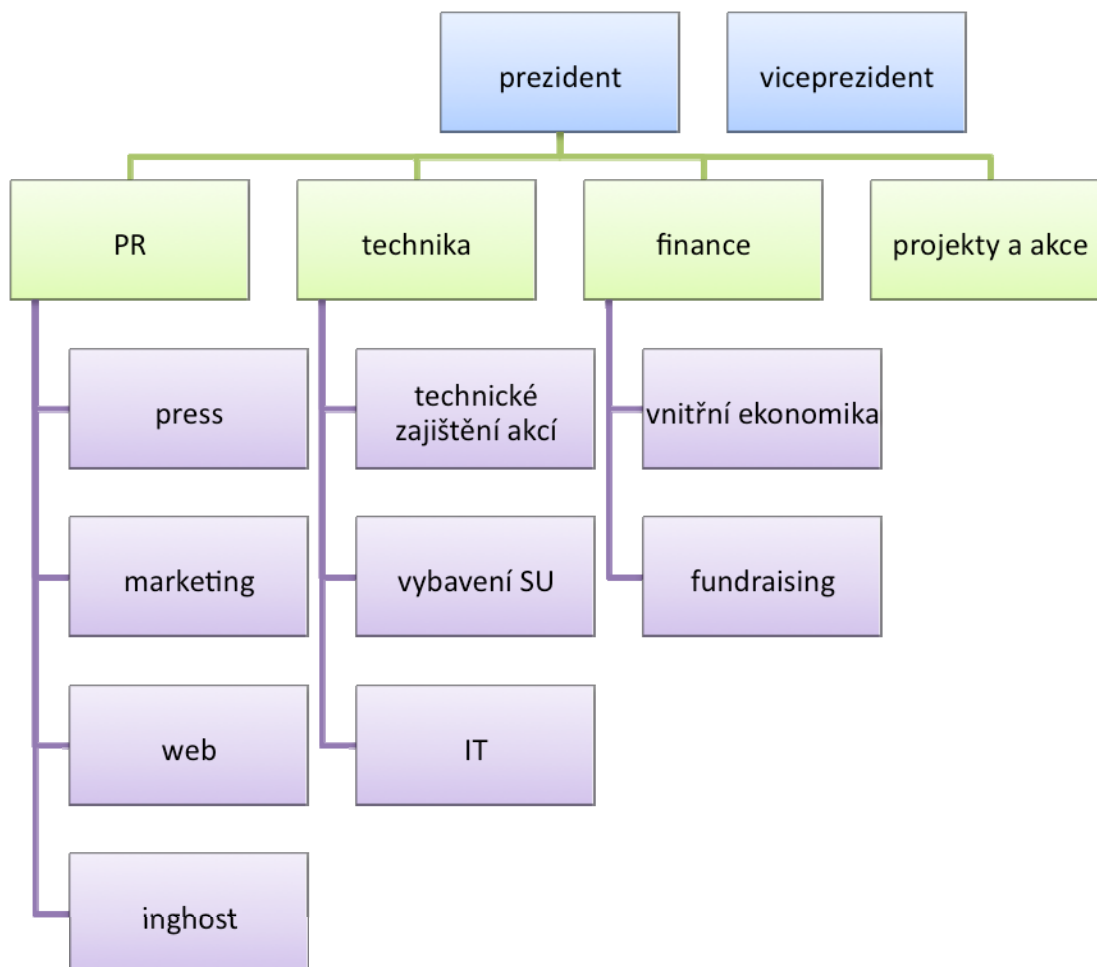 prezident
viceprezident
PR
technika
finance
projekty a akce
press
technické
zajištění akcí
vnitřní ekonomika
marketing
vybavení SU
fundraising
web
IT
inghost